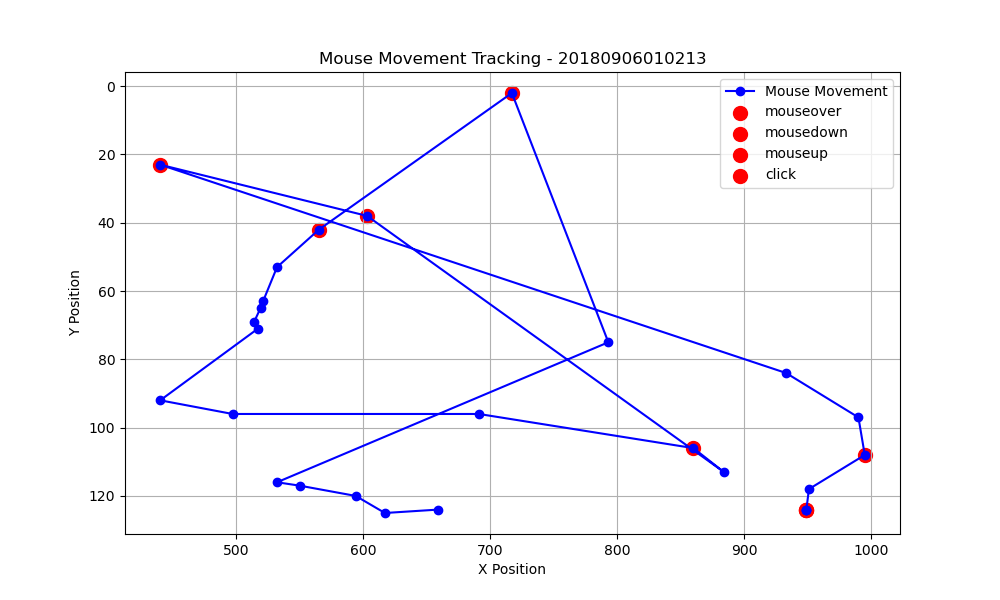 Mouse Movement Tracking - 20180906010213
Mouse Movement
mouseover
mousedown
mouseup
click
0
20
40
60
80
100
120
Y Position
500
600
700
800
900
1000
X Position